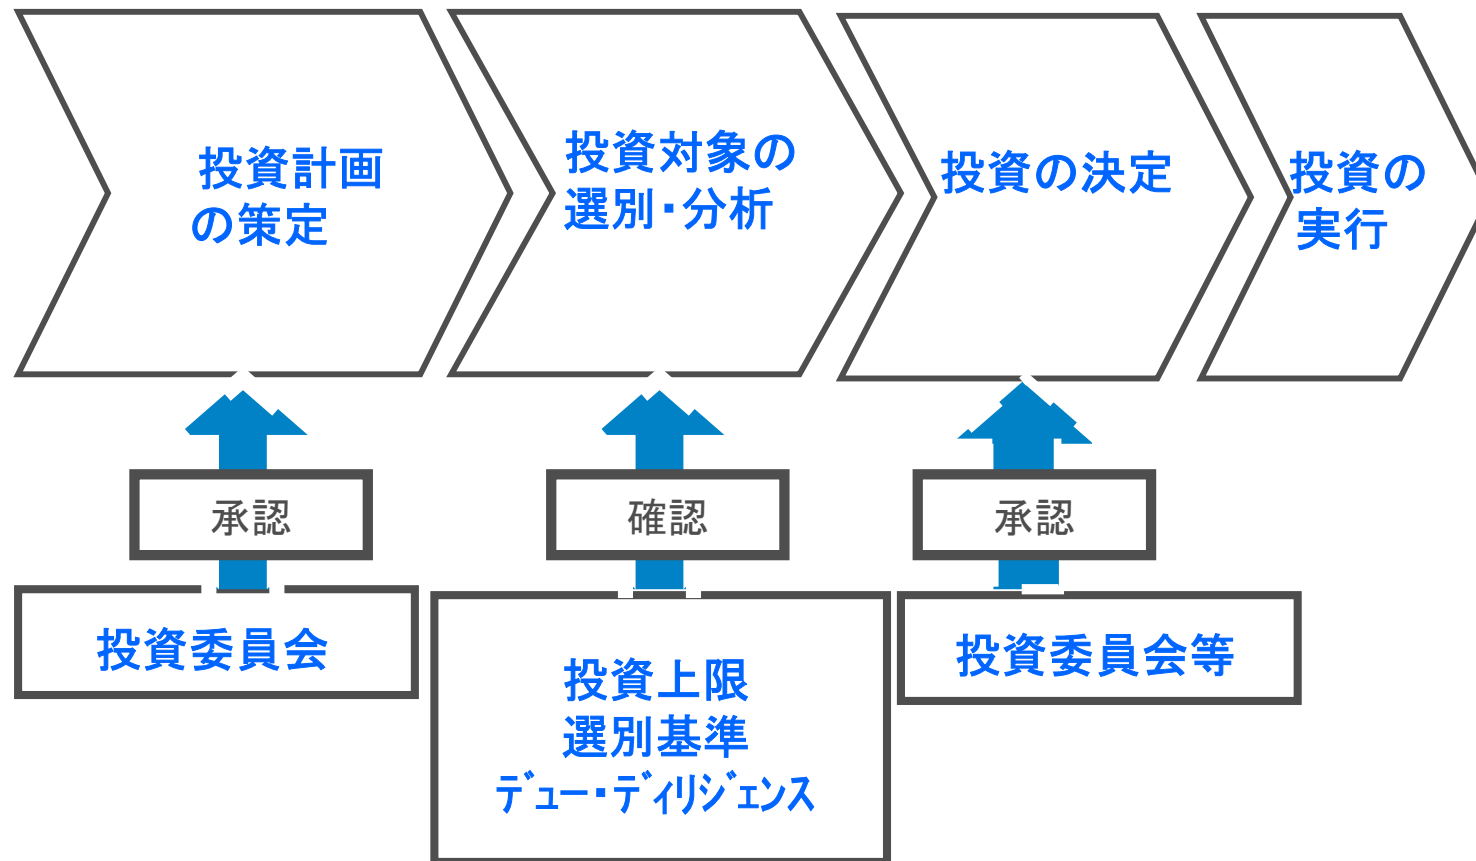 投資計画
の策定
投資対象の
選別・分析
投資の決定
投資の
実行
承認
確認
承認
投資委員会
投資上限
選別基準
ﾃﾞｭｰ・ﾃﾞｨﾘｼﾞｪﾝｽ
投資委員会等